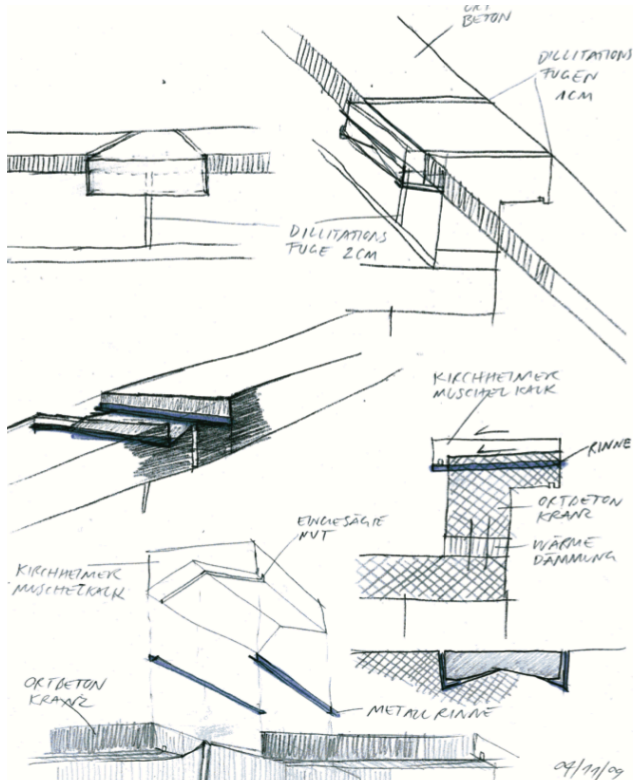 ORT
BETON
DILLITATIONS
FUGEN
1CM
DILLITATIONS
FUGE 2CM
KIRCHHEIMER
MUSCHELKALK
RINNE
ORTBETON
KRANZ
WÄRME
DÄMMUNG
EINGESÄGTE
NUT
KIRCHHEIMER
MUSCHELKALK
METALLRINNE
ORTBETON
KRANZ
09/11/99